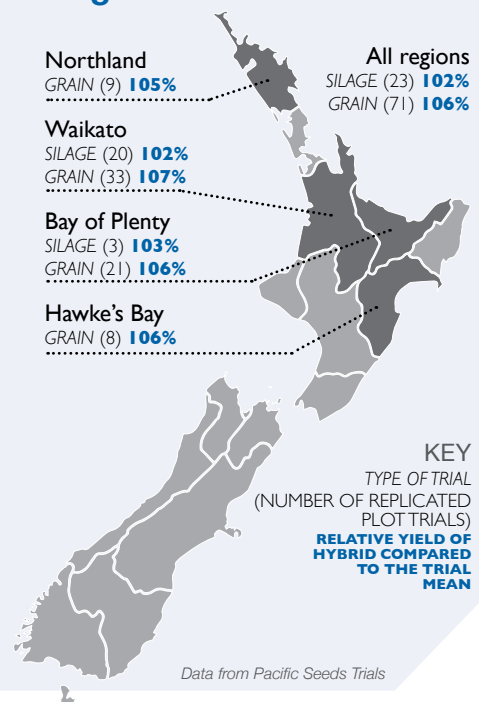 Northland
GRAIN (9) 105%
Waikato
SILAGE (20) 102%
GRAIN (33) 107%
Bay of Plenty
SILAGE (3) 103%
GRAIN (21) 106%
Hawke's Bay
GRAIN (8) 106%
All regions
SILAGE (23) 102%
GRAIN (71) 106%
KEY
TYPE OF TRIAL
(NUMBER OF REPLICATED
PLOT TRIALS)
RELATIVE YIELD OF
HYBRID COMPARED
TO THE TRIAL
MEAN
Data from Pacific Seeds Trials